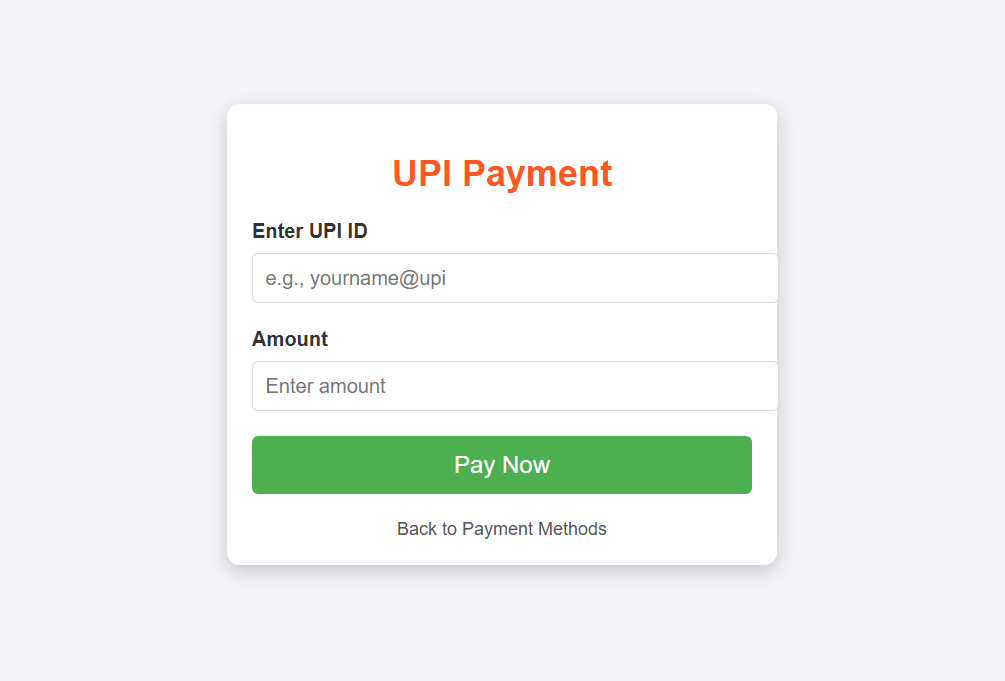 UPI Payment
Enter UPI ID
e.g., yourname@upi
Amount
Enter amount
Pay Now
Back to Payment Methods